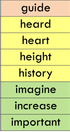 guide
heard
heart
height
history
imagine
increase
important